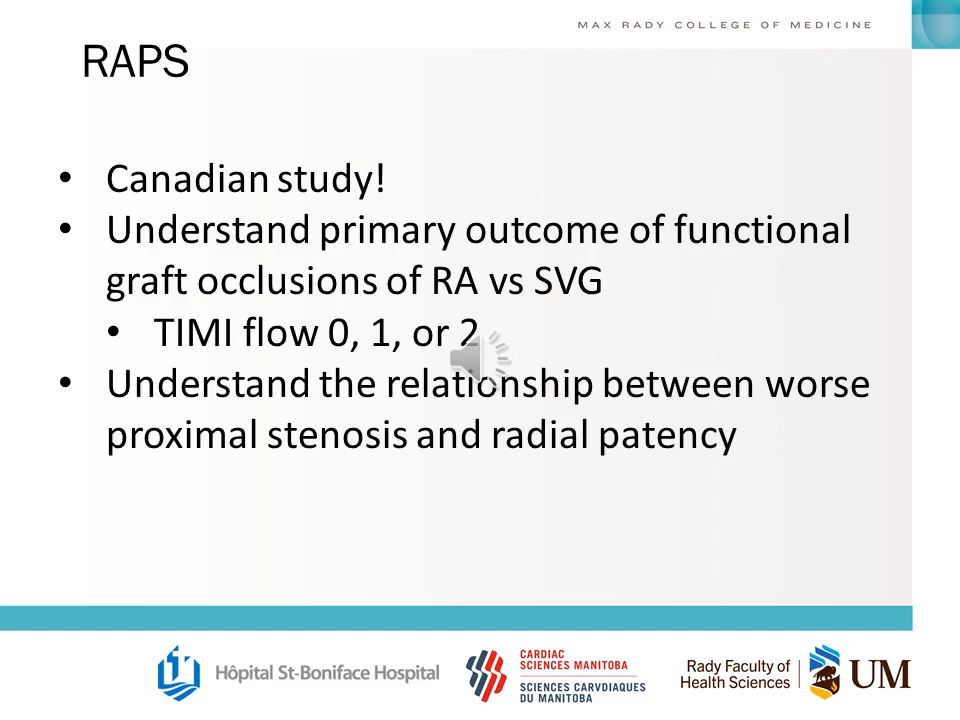 MAX RADY COLLEGE OF MEDICINE
RAPS
• Canadian study!
• Understand primary outcome of functional
graft occlusions of RA vs SVG
• TIMI flow 0, 1, or 2
• Understand the relationship between worse
proximal stenosis and radial patency
Hôpital St-Boniface Hospital
CARDIAC
SCIENCES MANITOBA
SCIENCES CARVDIAQUES
DU MANITOBA
Rady Faculty of
Health Sciences
UM